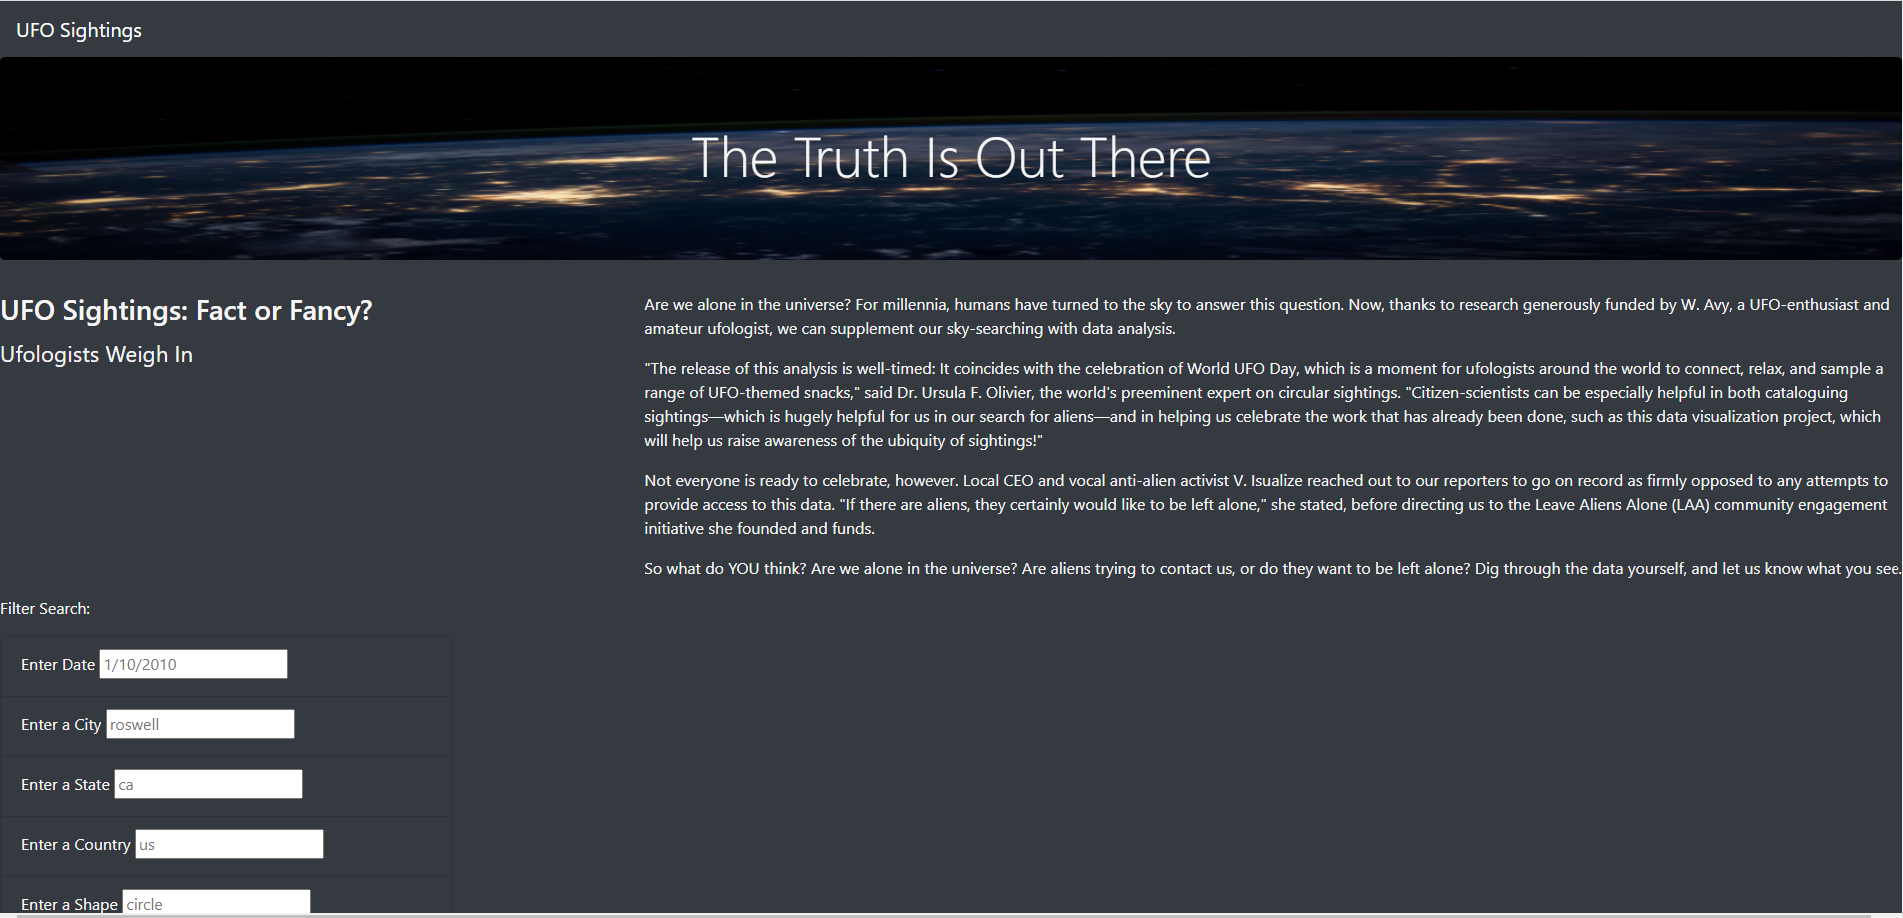 UFO Sightings
The Truth Is Out There
UFO Sightings: Fact or Fancy?
Ufologists Weigh In
Are we alone in the universe? For millennia, humans have turned to the sky to answer this question. Now, thanks to research generously funded by W. Avy, a UFO-enthusiast and
amateur ufologist, we can supplement our sky-searching with data analysis.
"The release of this analysis is well-timed: It coincides with the celebration of World UFO Day, which is a moment for ufologists around the world to connect, relax, and sample a
range of UFO-themed snacks," said Dr. Ursula F. Olivier, the world's preeminent expert on circular sightings. "Citizen-scientists can be especially helpful in both cataloguing
sightings—which is hugely helpful for us in our search for aliens—and in helping us celebrate the work that has already been done, such as this data visualization project, which
will help us raise awareness of the ubiquity of sightings!"
Not everyone is ready to celebrate, however. Local CEO and vocal anti-alien activist V. Isualize reached out to our reporters to go on record as firmly opposed to any attempts to
provide access to this data. "If there are aliens, they certainly would like to be left alone," she stated, before directing us to the Leave Aliens Alone (LAA) community engagement
initiative she founded and funds.
So what do YOU think? Are we alone in the universe? Are aliens trying to contact us, or do they want to be left alone? Dig through the data yourself, and let us know what you see.
Filter Search:
Enter Date 1/10/2010
Enter a City roswell
Enter a State ca
Enter a Country us
Enter a Shape circle